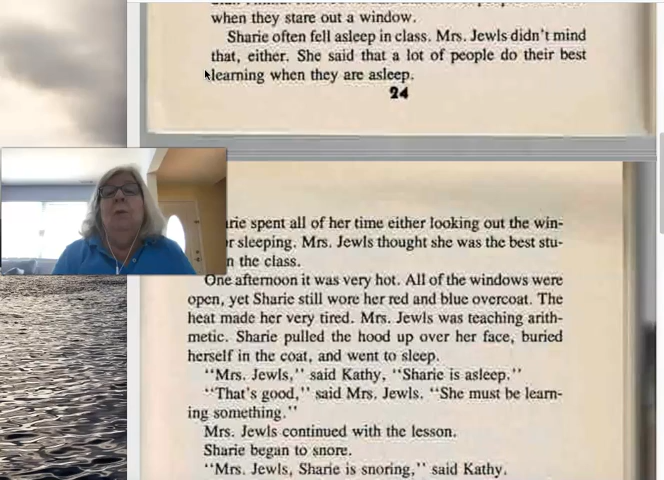 when they stare out a window.
Sharie often fell asleep in class. Mrs. Jewls didn't mind
that, either. She said that a lot of people do their best
learning when they are asleep.
24
spent all of her time either looking out the win-
sleeping. Mrs. Jewls thought she was the best stu-
the class.
One afternoon it was very hot. All of the windows were
open, yet Sharie still wore her red and blue overcoat. The
heat made her very tired. Mrs. Jewls was teaching arith-
metic. Sharie pulled the hood up over her face, buried
herself in the coat, and went to sleep.
"Mrs. Jewls," said Kathy, "Sharie is asleep."
"That's good," said Mrs. Jewls. "She must be learn-
ing something."
Mrs. Jewls continued with the lesson.
Sharie began to snore.
"Mrs. Jewls, Sharie is snoring," said Kathy.